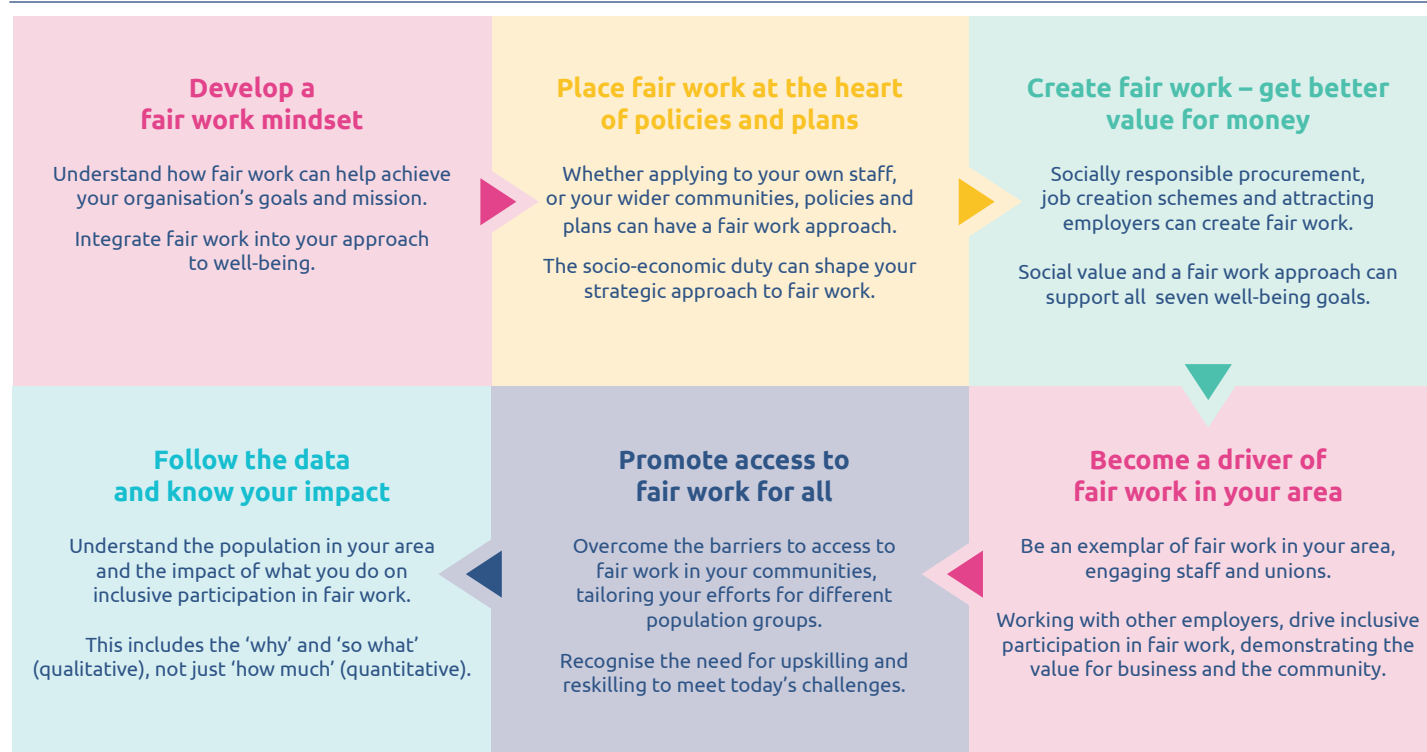 Develop a
fair work mindset
Understand how fair work can help achieve
your organisation’s goals and mission.
Integrate fair work into your approach
to well-being.
Place fair work at the heart
of policies and plans
Whether applying to your own staff,
or your wider communities, policies and
plans can have a fair work approach.
The socio-economic duty can shape your
strategic approach to fair work.
Create fair work – get better
value for money
Socially responsible procurement,
job creation schemes and attracting
employers can create fair work.
Social value and a fair work approach can
support all  seven well-being goals.
Become a driver of
fair work in your area
Be an exemplar of fair work in your area,
engaging staff and unions.
Working with other employers, drive inclusive
participation in fair work, demonstrating the
value for business and the community.
Promote access to
fair work for all
Overcome the barriers to access to
fair work in your communities,
tailoring your efforts for different
population groups.
Recognise the need for upskilling and
reskilling to meet today’s challenges.
Follow the data
and know your impact
Understand the population in your area
and the impact of what you do on
inclusive participation in fair work.
This includes the ‘why’ and ‘so what’
(qualitative), not just ‘how much’ (quantitative).